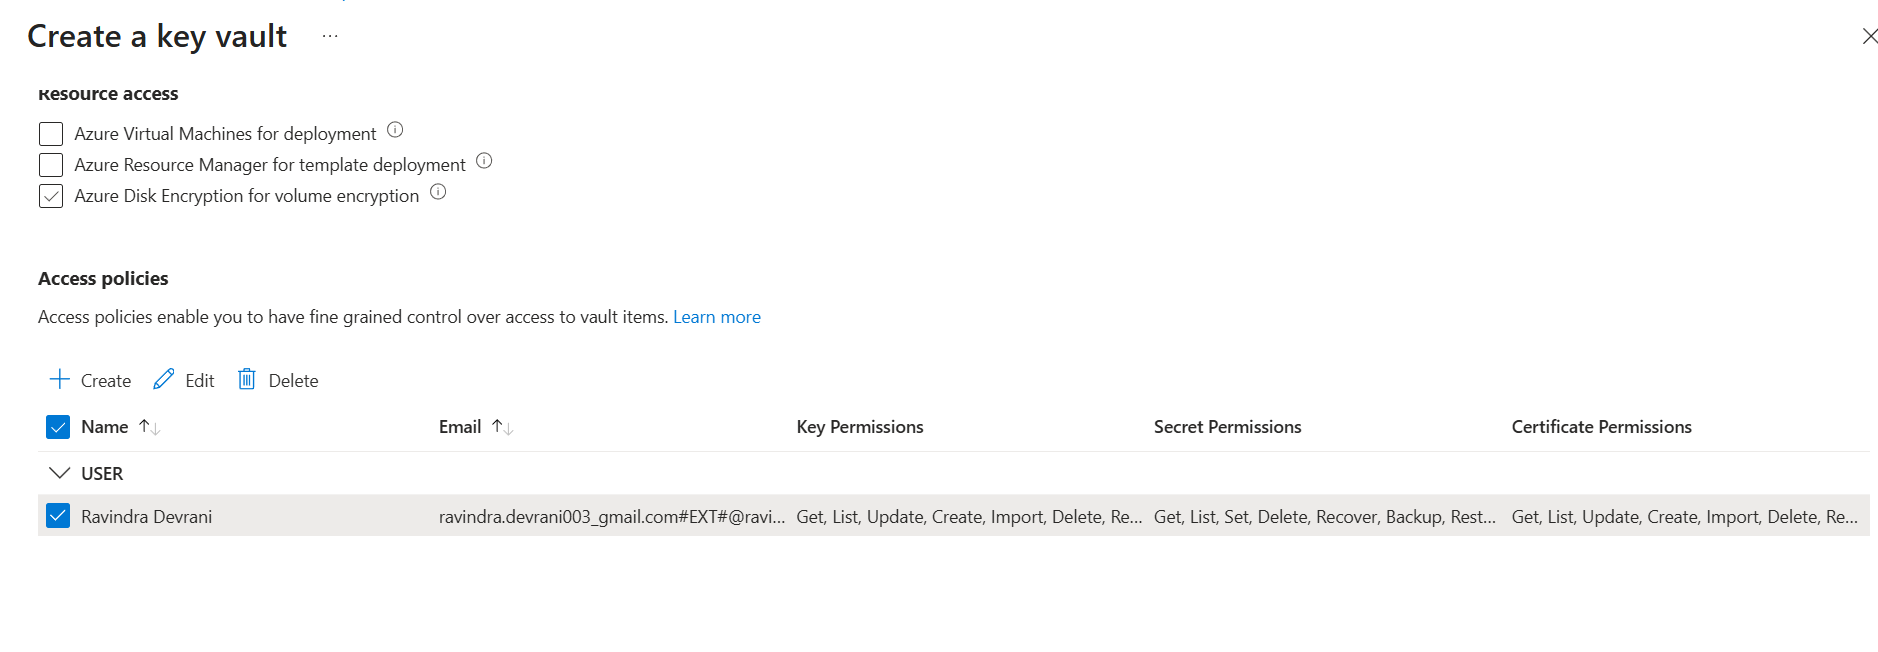 Create a key vault ...
Resource access
Azure Virtual Machines for deployment
Azure Resource Manager for template deployment
Azure Disk Encryption for volume encryption
Access policies
Access policies enable you to have fine grained control over access to vault items. Learn more
Create Edit Delete
Name Email Key Permissions Secret Permissions Certificate Permissions
USER
Ravindra Devrani ravindra.devrani003_gmail.com#EXT#@ravi... Get, List, Update, Create, Import, Delete, Re... Get, List, Set, Delete, Recover, Backup, Rest... Get, List, Update, Create, Import, Delete, Re...